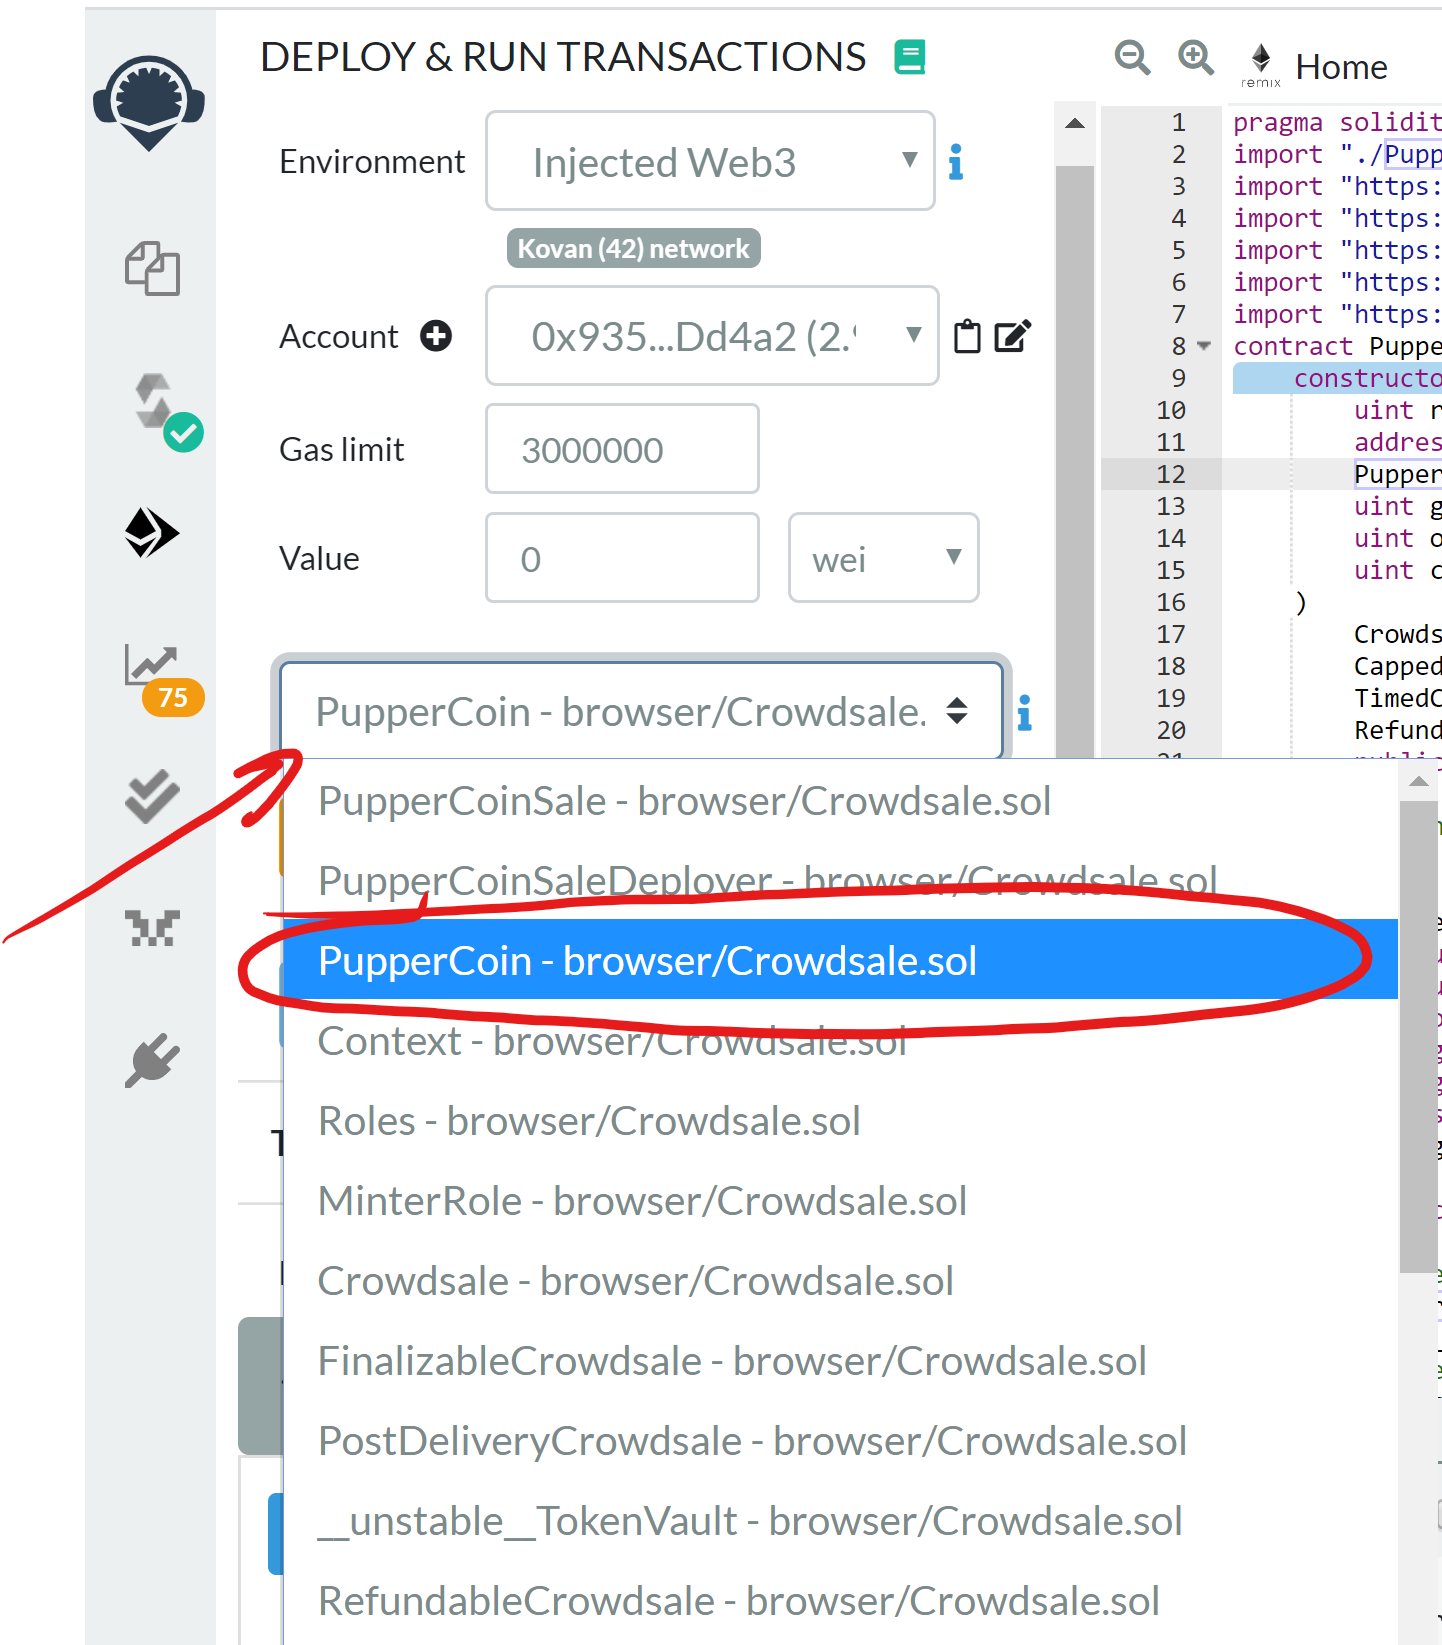 DEPLOY & RUN TRANSACTIONS
remix
Home
Environment
Injected Web3
Kovan (42) network
Account
0x935...Dd4a2 (2.
Gas limit
3000000
Value
0
wei
75
PupperCoin - browser/Crowdsale.
PupperCoinSale - browser/Crowdsale.sol
PupperCoinSaleDeployer - browser/Crowdsale.sol
PupperCoin - browser/Crowdsale.sol
Context - browser/Crowdsale.sol
Roles - browser/Crowdsale.sol
MinterRole - browser/Crowdsale.sol
Crowdsale - browser/Crowdsale.sol
FinalizableCrowdsale - browser/Crowdsale.sol
PostDeliveryCrowdsale - browser/Crowdsale.sol
__unstable__TokenVault - browser/Crowdsale.sol
RefundableCrowdsale - browser/Crowdsale.sol
1 pragma solidit
2 import "./Pupp
3 import "https:
4 import "https:
5 import "https:
6 import "https:
7 import "https:
8 contract Puppe
9 constructo
10 uint n
11 addres
12 Pupper
13 uint g
14 uint o
15 uint c
16 )
17 Crowds
18 Capped
19 TimedC
20 Refund